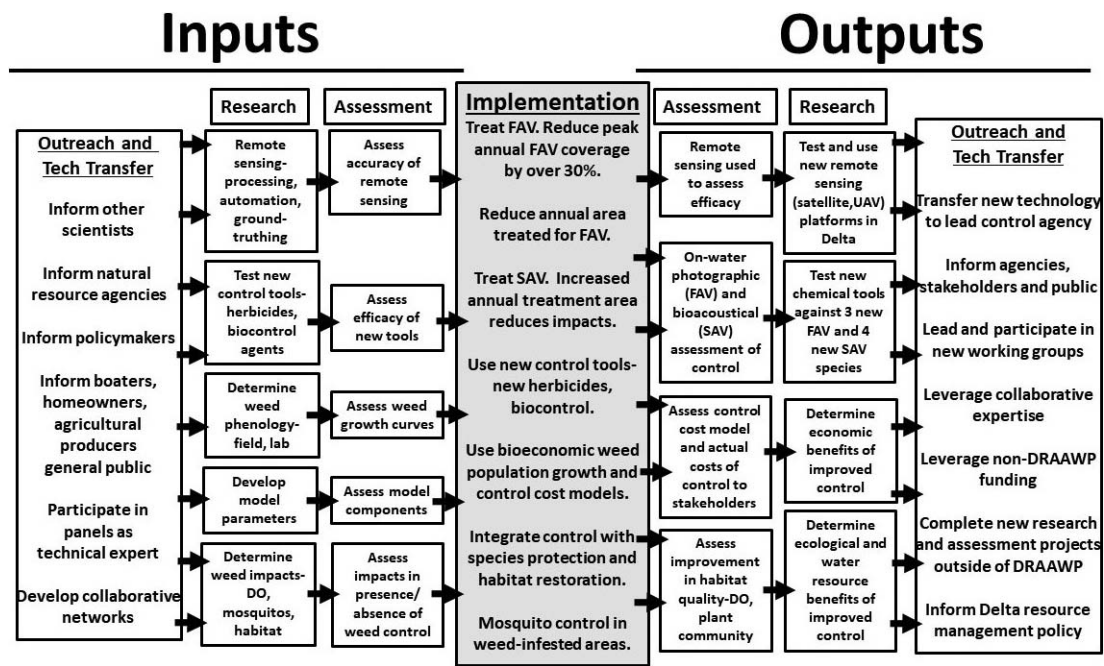 Inputs
Outputs
Outreach and
Tech Transfer
Inform other
scientists
Inform natural
resource agencies
Inform policymakers
Inform boaters,
homeowners,
agricultural
producers
general public
Participate in
panels as
technical expert
Develop collaborative
networks
Research
Remote
sensing-
processing,
automation,
ground-
truthing
Test new
control tools-
herbicides,
biocontrol
agents
Determine
weed
phenology-
field, lab
Develop
model
parameters
Determine
weed impacts-
DO,
mosquitos,
habitat
Assessment
Assess
accuracy of
remote
sensing
Assess
efficacy of
new tools
Assess weed
growth curves
Assess model
components
Assess
impacts in
presence/
absence of
weed control
Implementation
Treat FAV. Reduce peak
annual FAV coverage
by over 30%.
Reduce annual area
treated for FAV.
Treat SAV. Increased
annual treatment area
reduces impacts.
Use new control tools-
new herbicides,
biocontrol.
Use bioeconomic weed
population growth and
control cost models.
Integrate control with
species protection and
habitat restoration.
Mosquito control in
weed-infested areas.
Assessment
Remote
sensing used
to assess
efficacy
On-water
photographic
(FAV) and
bioacoustical
(SAV)
assessment of
control
Assess control
cost model
and actual
costs of
control to
stakeholders
Assess
improvement
in habitat
quality-DO,
plant
community
Research
Test and use
new remote
sensing
(satellite,UAV)
platforms in
Delta
Test new
chemical tools
against 3 new
FAV and 4
new SAV
species
Determine
economic
benefits of
improved
control
Determine
ecological and
water
resource
benefits of
improved
control
Outreach and
Tech Transfer
Transfer new technology
to lead control agency
Inform agencies,
stakeholders and public
Lead and participate in
new working groups
Leverage collaborative
expertise
Leverage non-DRAAWP
funding
Complete new research
and assessment projects
outside of DRAAWP
Inform Delta resource
management policy